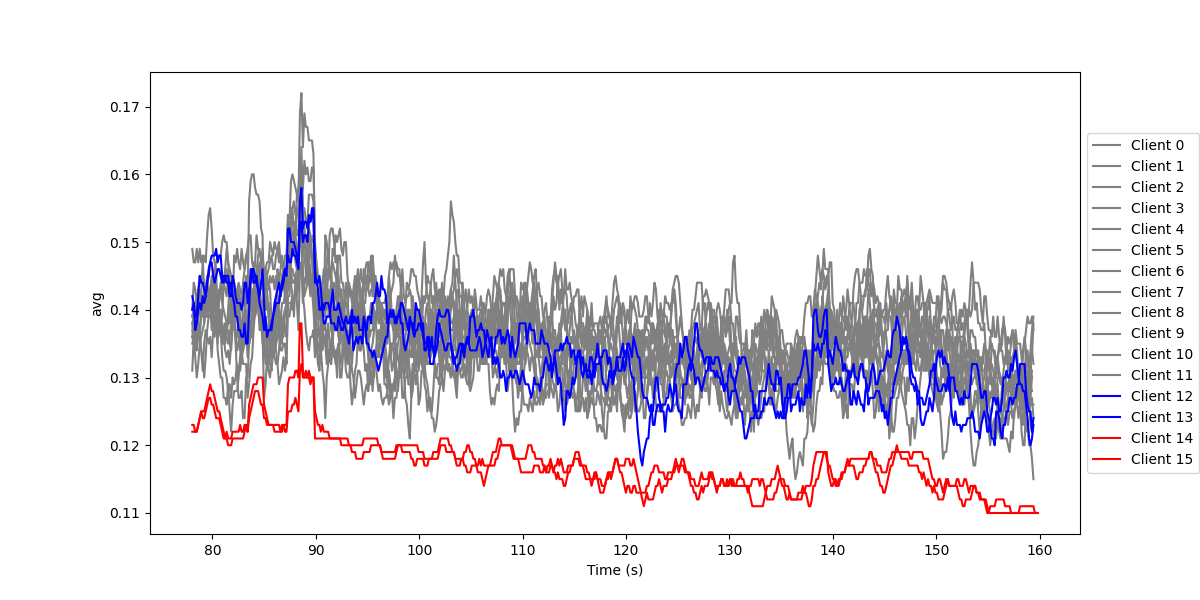 0.17
0.16
0.15
0.14
0.13
0.12
0.11
avg
80 90 100 110 120 130 140 150 160
Time (s)
Client 0
Client 1
Client 2
Client 3
Client 4
Client 5
Client 6
Client 7
Client 8
Client 9
Client 10
Client 11
Client 12
Client 13
Client 14
Client 15